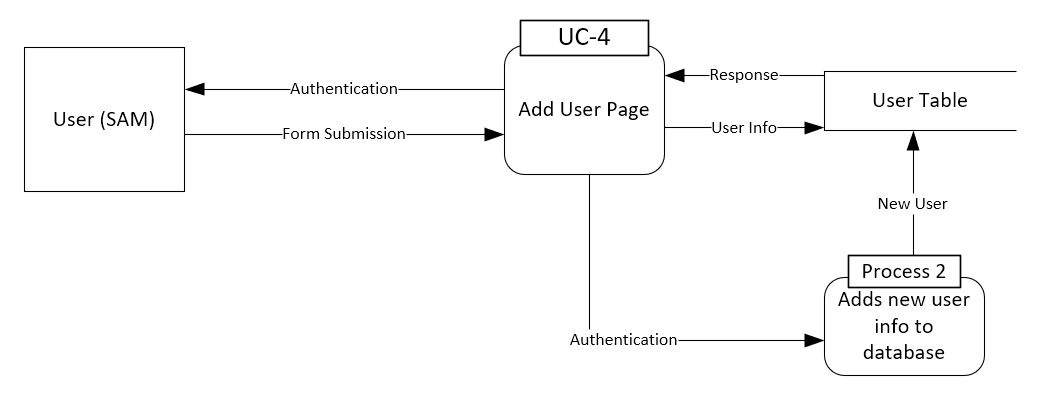 UC-4
User (SAM)
Authentication
Form Submission
Add User Page
Response
User Info
User Table
New User
Process 2
Adds new user
info to
database
Authentication